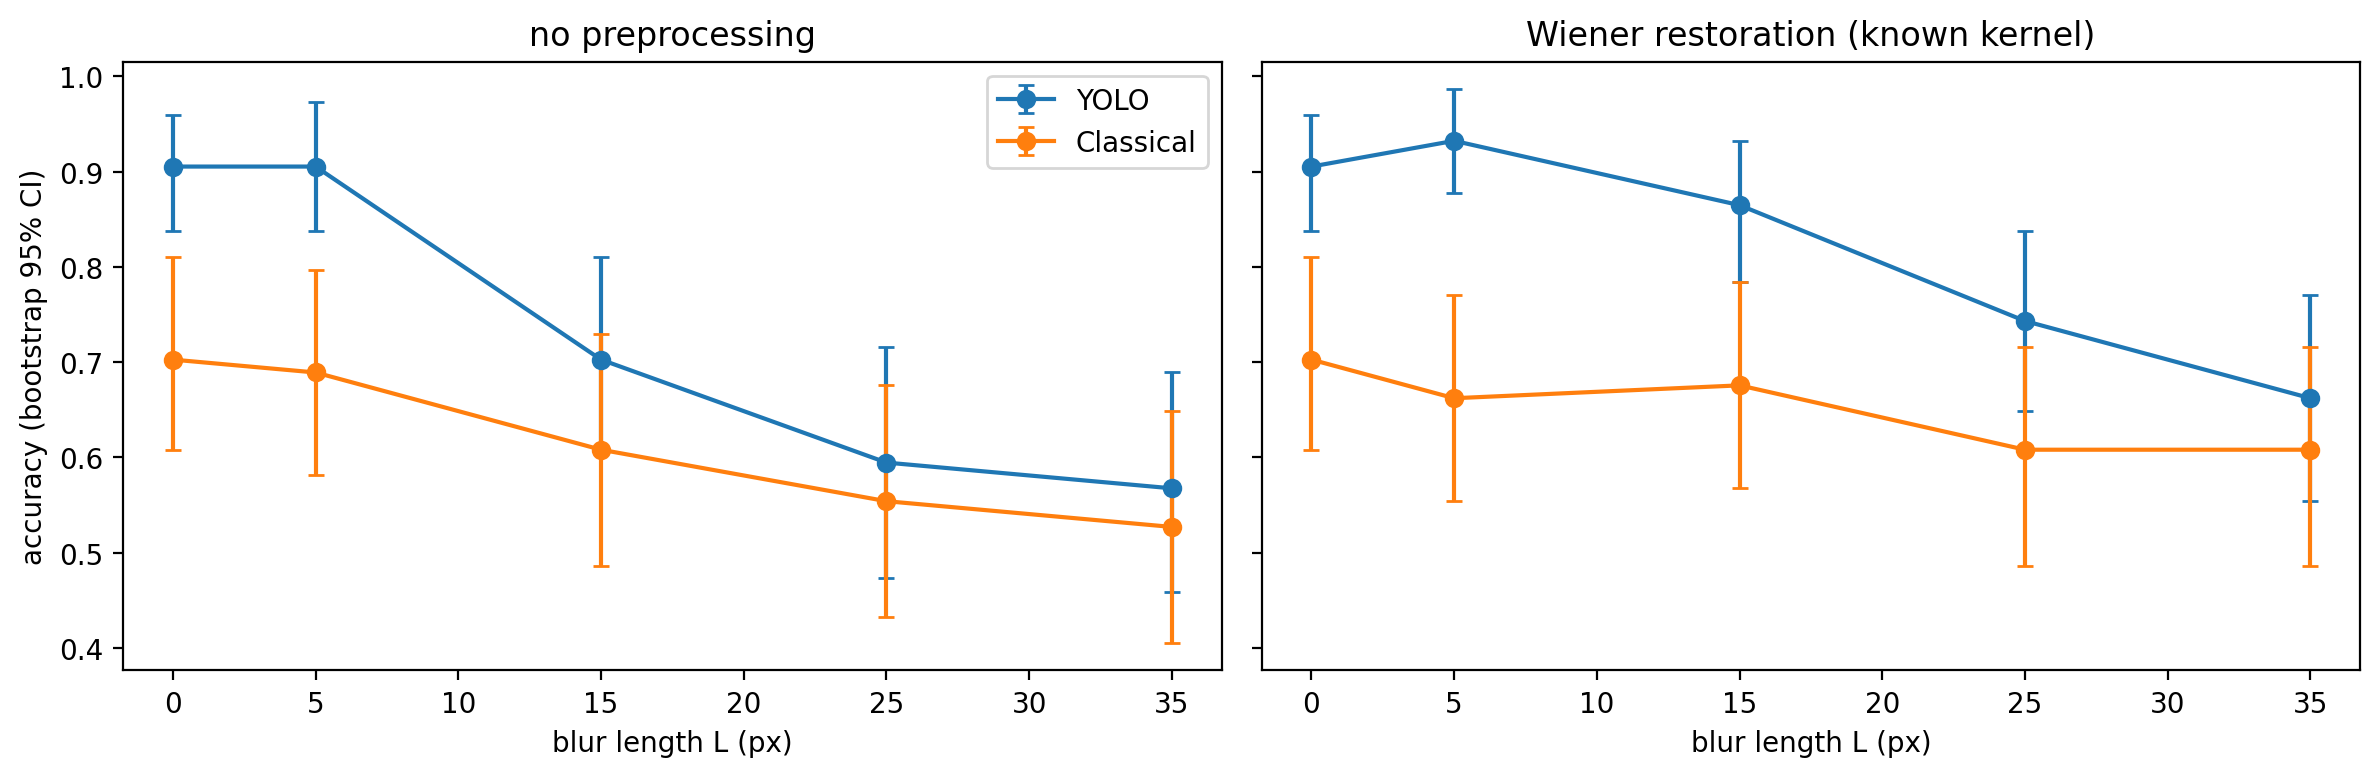 no preprocessing
Wiener restoration (known kernel)
accuracy (bootstrap 95% CI)
1.0
0.9
0.8
0.7
0.6
0.5
0.4
YOLO
Classical
0 5 10 15 20 25 30 35
0 5 10 15 20 25 30 35
blur length L (px)
blur length L (px)